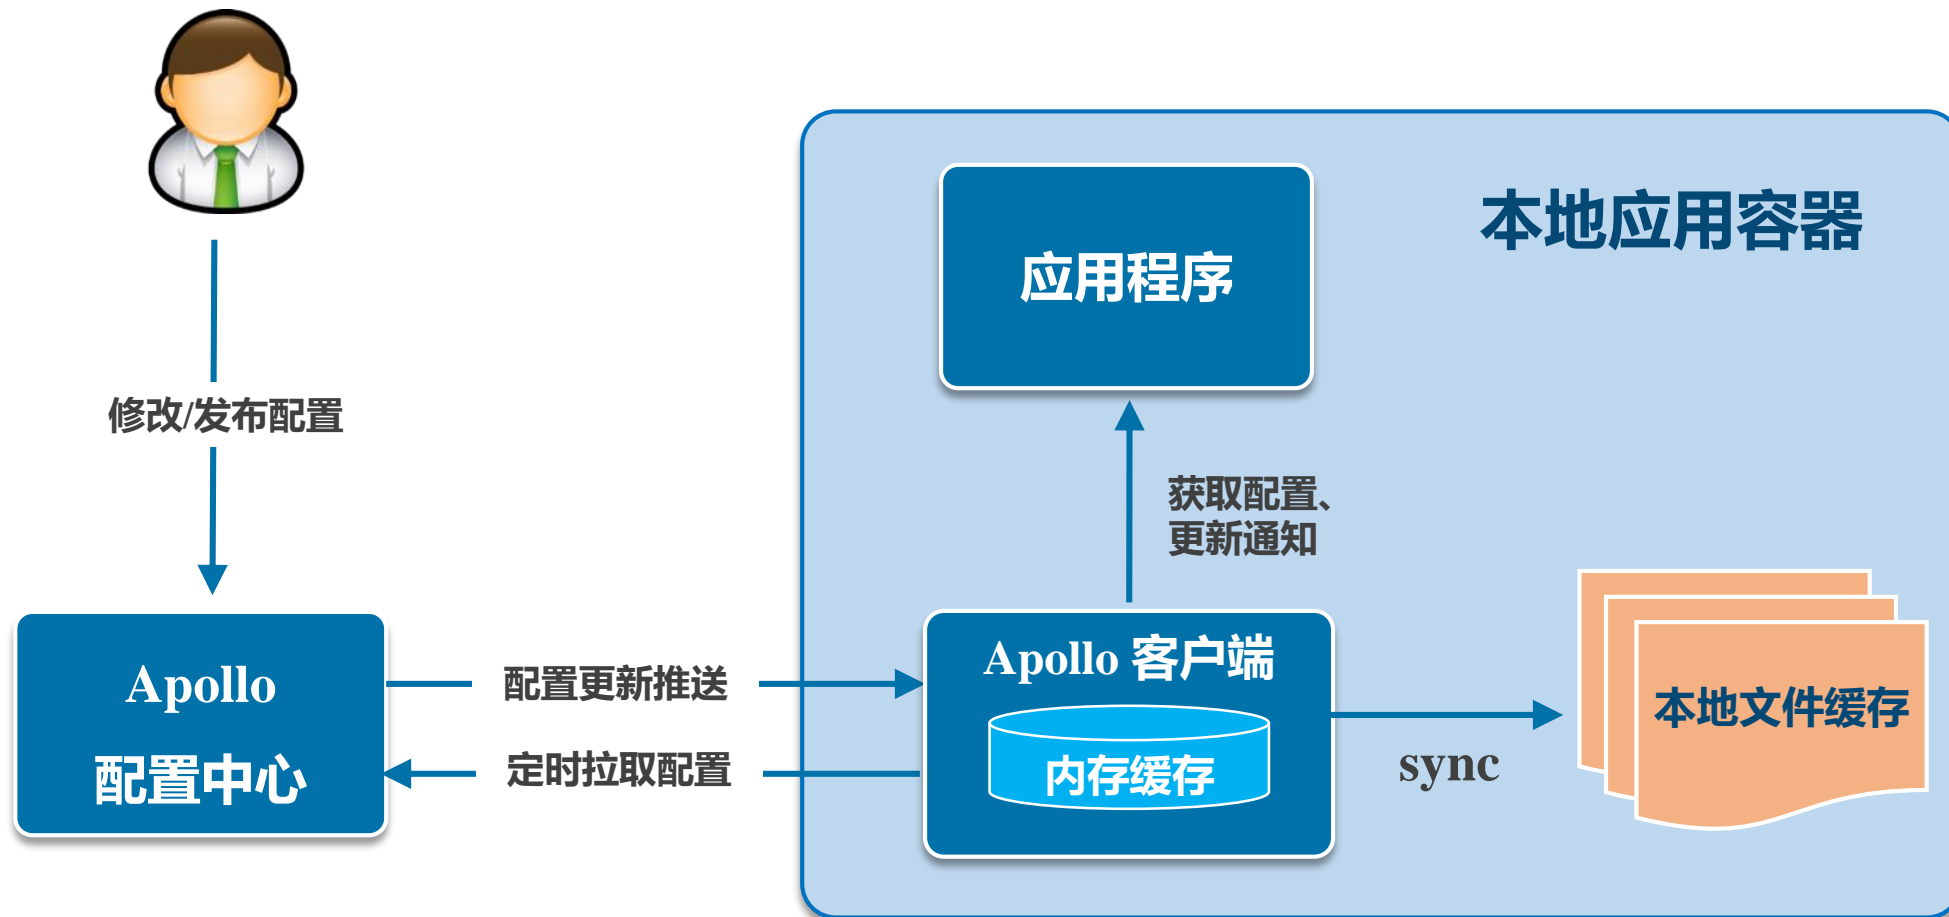 本地应用容器
应用程序
修改/发布配置
获取配置、
更新通知
Apollo
配置中心
配置更新推送
定时拉取配置
Apollo 客户端
内存缓存
sync
本地文件缓存